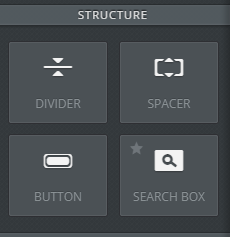 STRUCTURE
DIVIDER
SPACER
BUTTON
SEARCH BOX